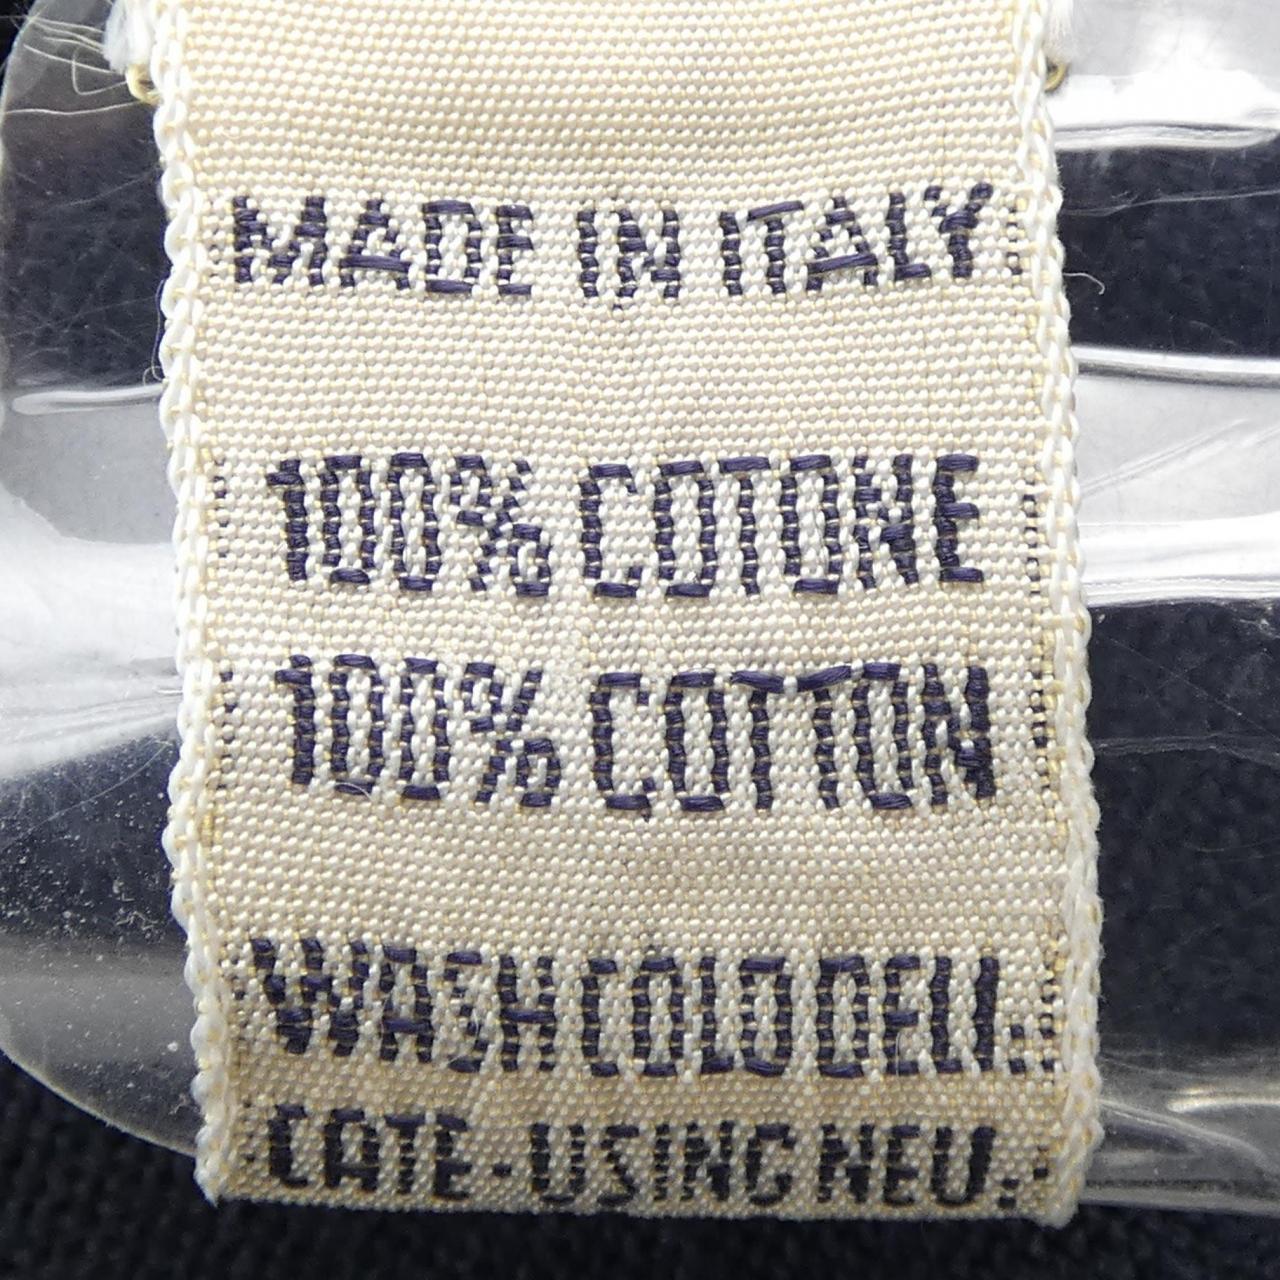 MADE IN ITALY
100% COTONE
100% COTTON
WASH COLD DELI-
CATE-USING NEU-